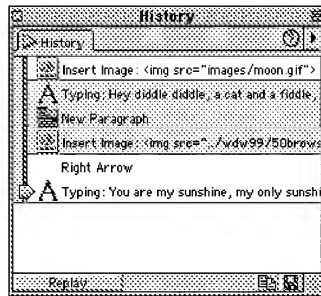 History
History
Insert Image: <img src="images/moon.gif">
Typing: Hey diddle diddle, a cat and a fiddle,
New Paragraph
Insert Image: <img src="../wdw99/50brows
Right Arrow
Typing: You are my sunshine, my only sunshi
Replay